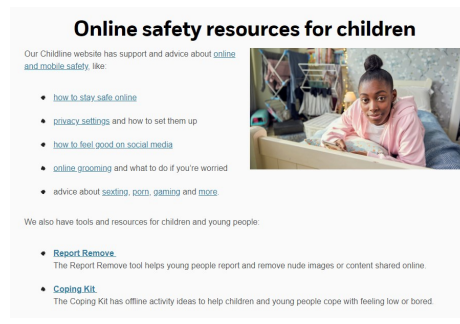 Online safety resources for children
Our Childline website has support and advice about online
and mobile safety, like:
how to stay safe online
privacy settings and how to set them up
how to feel good on social media
online grooming and what to do if you're worried
advice about sexting, porn, gaming and more.
We also have tools and resources for children and young people:
Report Remove
The Report Remove tool helps young people report and remove nude images or content shared online.
Coping Kit
The Coping Kit has offline activity ideas to help children and young people cope with feeling low or bored.